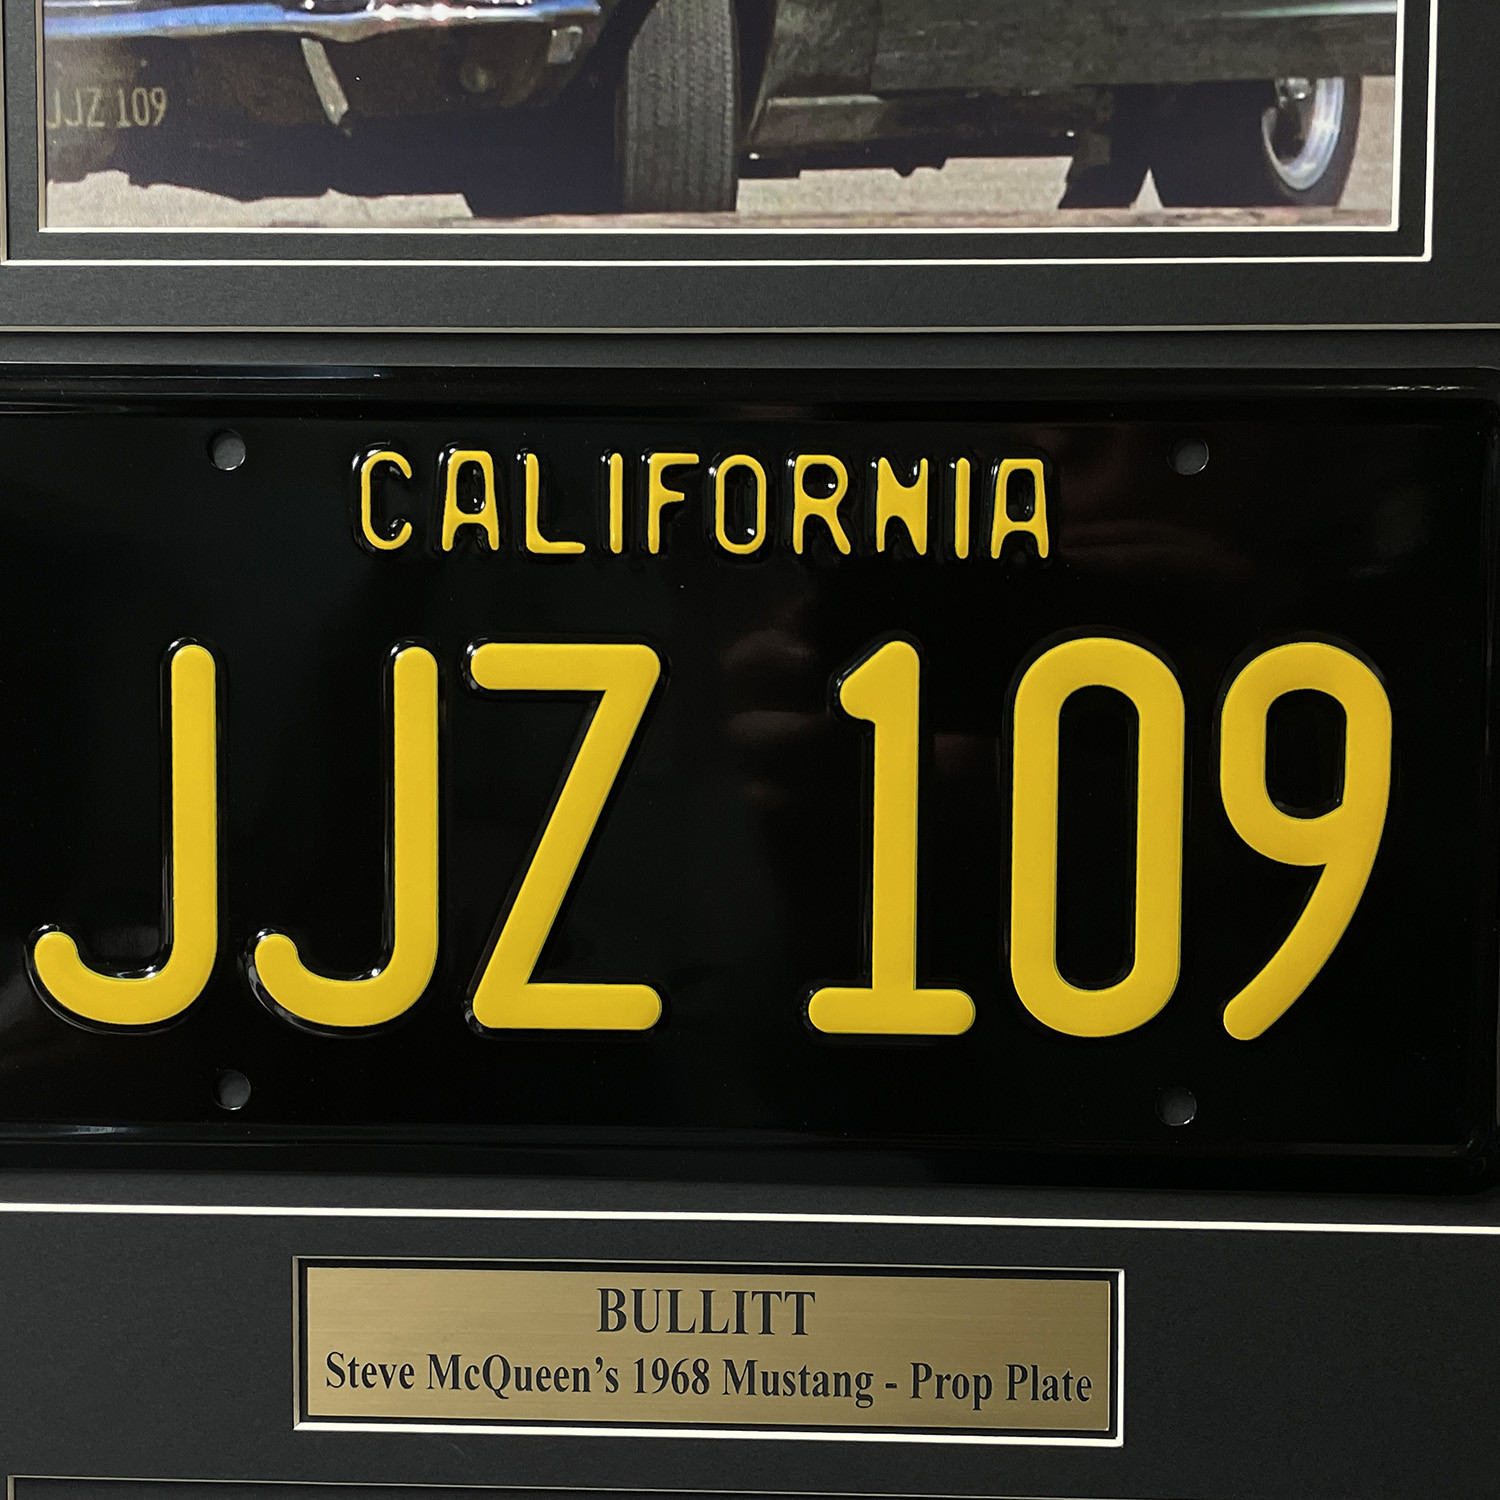 JJZ 109
CALIFORNIA
JJZ 109
BULLITT
Steve McQueen's 1968 Mustang - Prop Plate